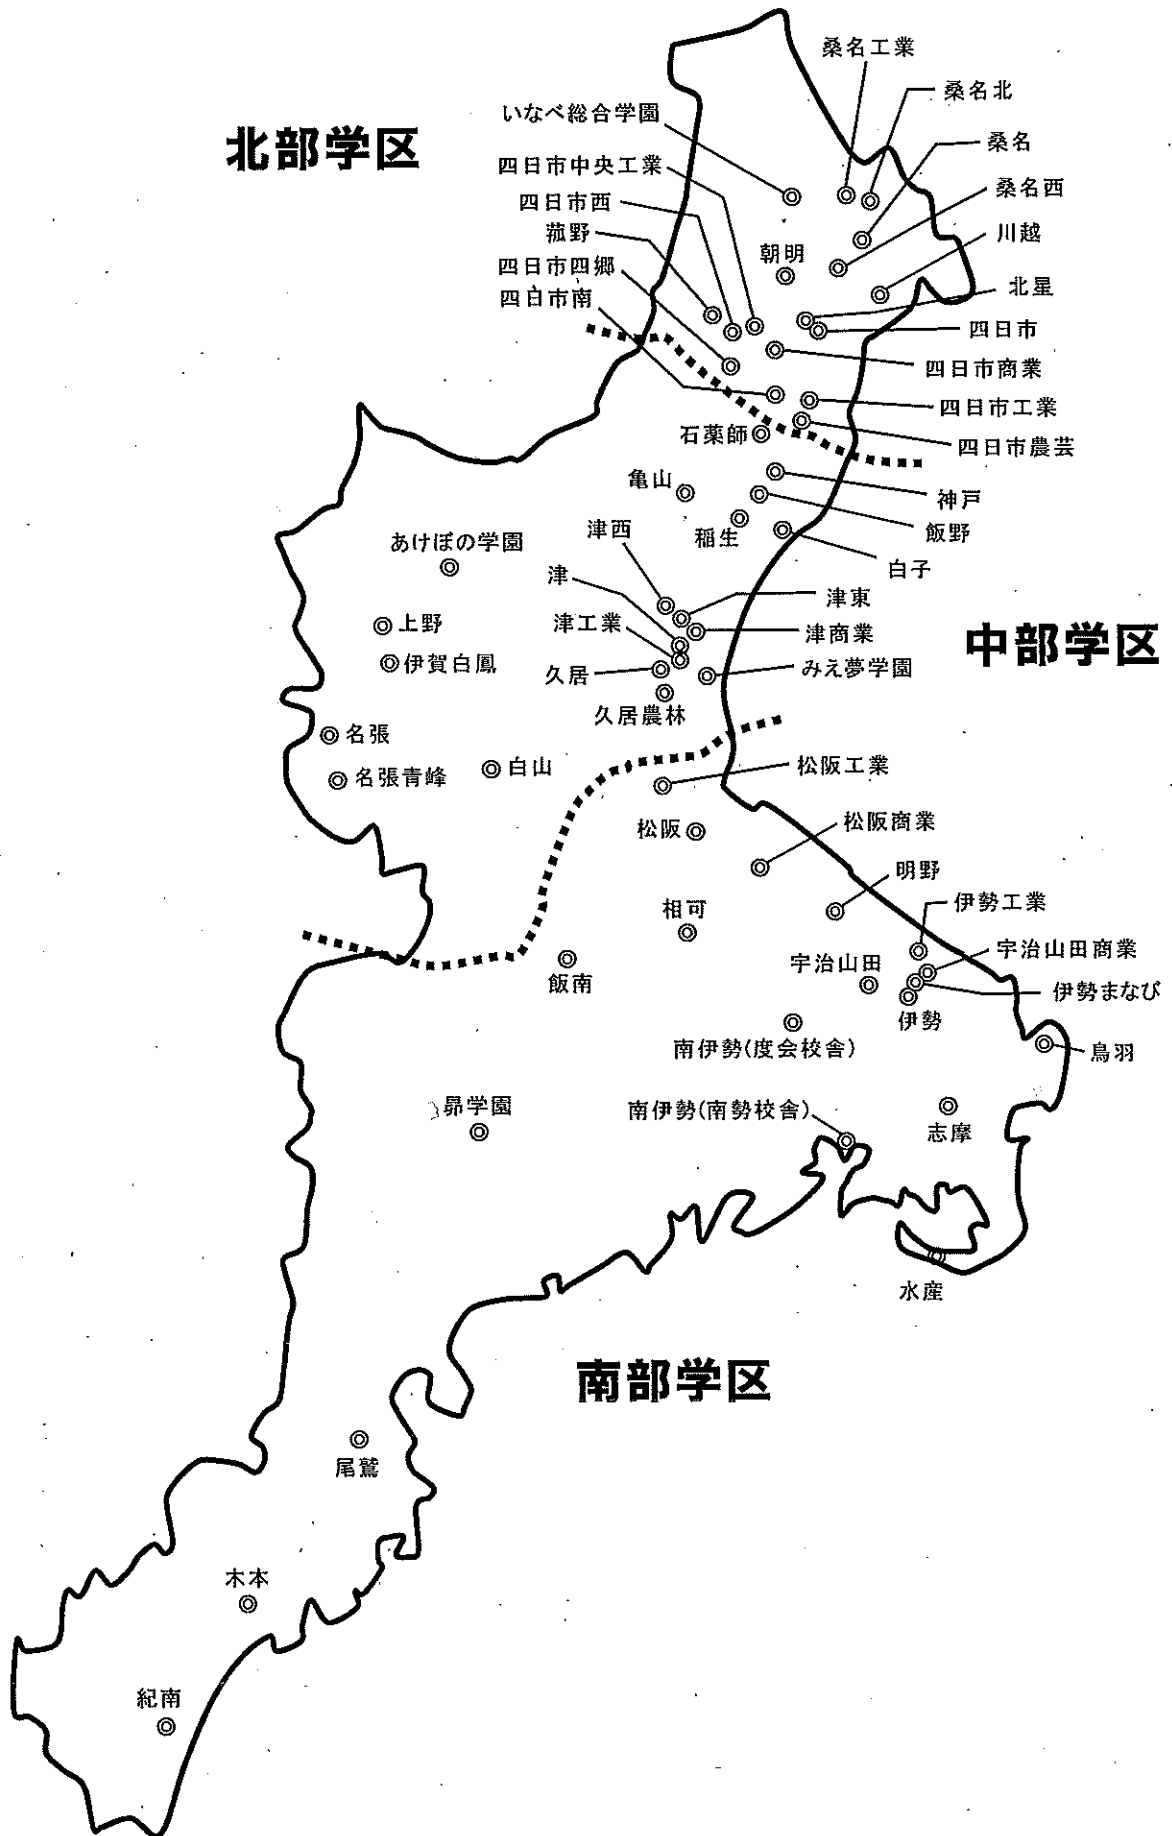 北部学区
桑名工業
桑名北
いなべ総合学園
桑名
四日市中央工業
桑名西
四日市西
川越
菰野
朝明
四日市四郷
北星
四日市南
四日市
四日市商業
四日市工業
石薬師
四日市農芸
亀山
神戸
稲生
飯野
白子
中部学区
あけぼの学園
津西
津
津東
上野
津工業
津商業
伊賀白鳳
久居
みえ夢学園
久居農林
名張
名張青峰
白山
松阪工業
松阪
松阪商業
明野
相可
伊勢工業
宇治山田
宇治山田商業
飯南
伊勢まなび
伊勢
南伊勢(度会校舎)
鳥羽
昴学園
南伊勢(南勢校舎)
志摩
水産
南部学区
尾鷲
木本
紀南